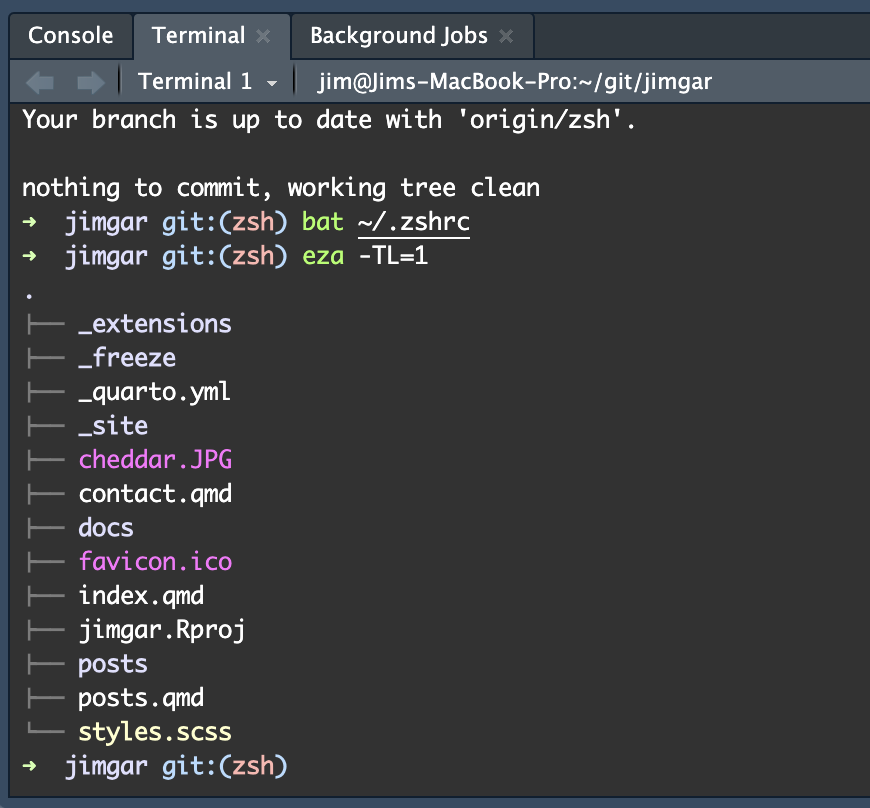 Console Terminal × Background Jobs ×
Terminal 1 jim@Jims-MacBook-Pro:~/git/jimgar
Your branch is up to date with 'origin/zsh'.
nothing to commit, working tree clean
➜ jimgar git:(zsh) bat ~/.zshrc
➜ jimgar git:(zsh) eza -TL=1
.
├── _extensions
├── _freeze
├── _quarto.yml
├── _site
├── cheddar.JPG
├── contact.qmd
├── docs
├── favicon.ico
├── index.qmd
├── jimgar.Rproj
├── posts
├── posts.qmd
└── styles.scss
➜ jimgar git:(zsh)